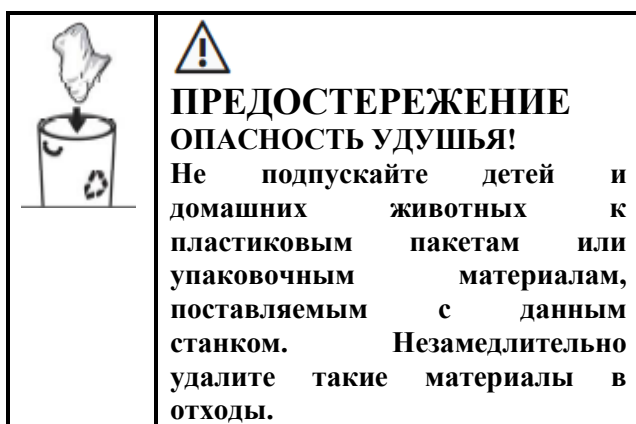 ПРЕДОСТЕРЕЖЕНИЕ
ОПАСНОСТЬ УДУШЬЯ!
Не подпускайте детей и
домашних животных к
пластиковым пакетам или
упаковочным материалам,
поставляемым с данным
станком. Незамедлительно
удалите такие материалы в
отходы.